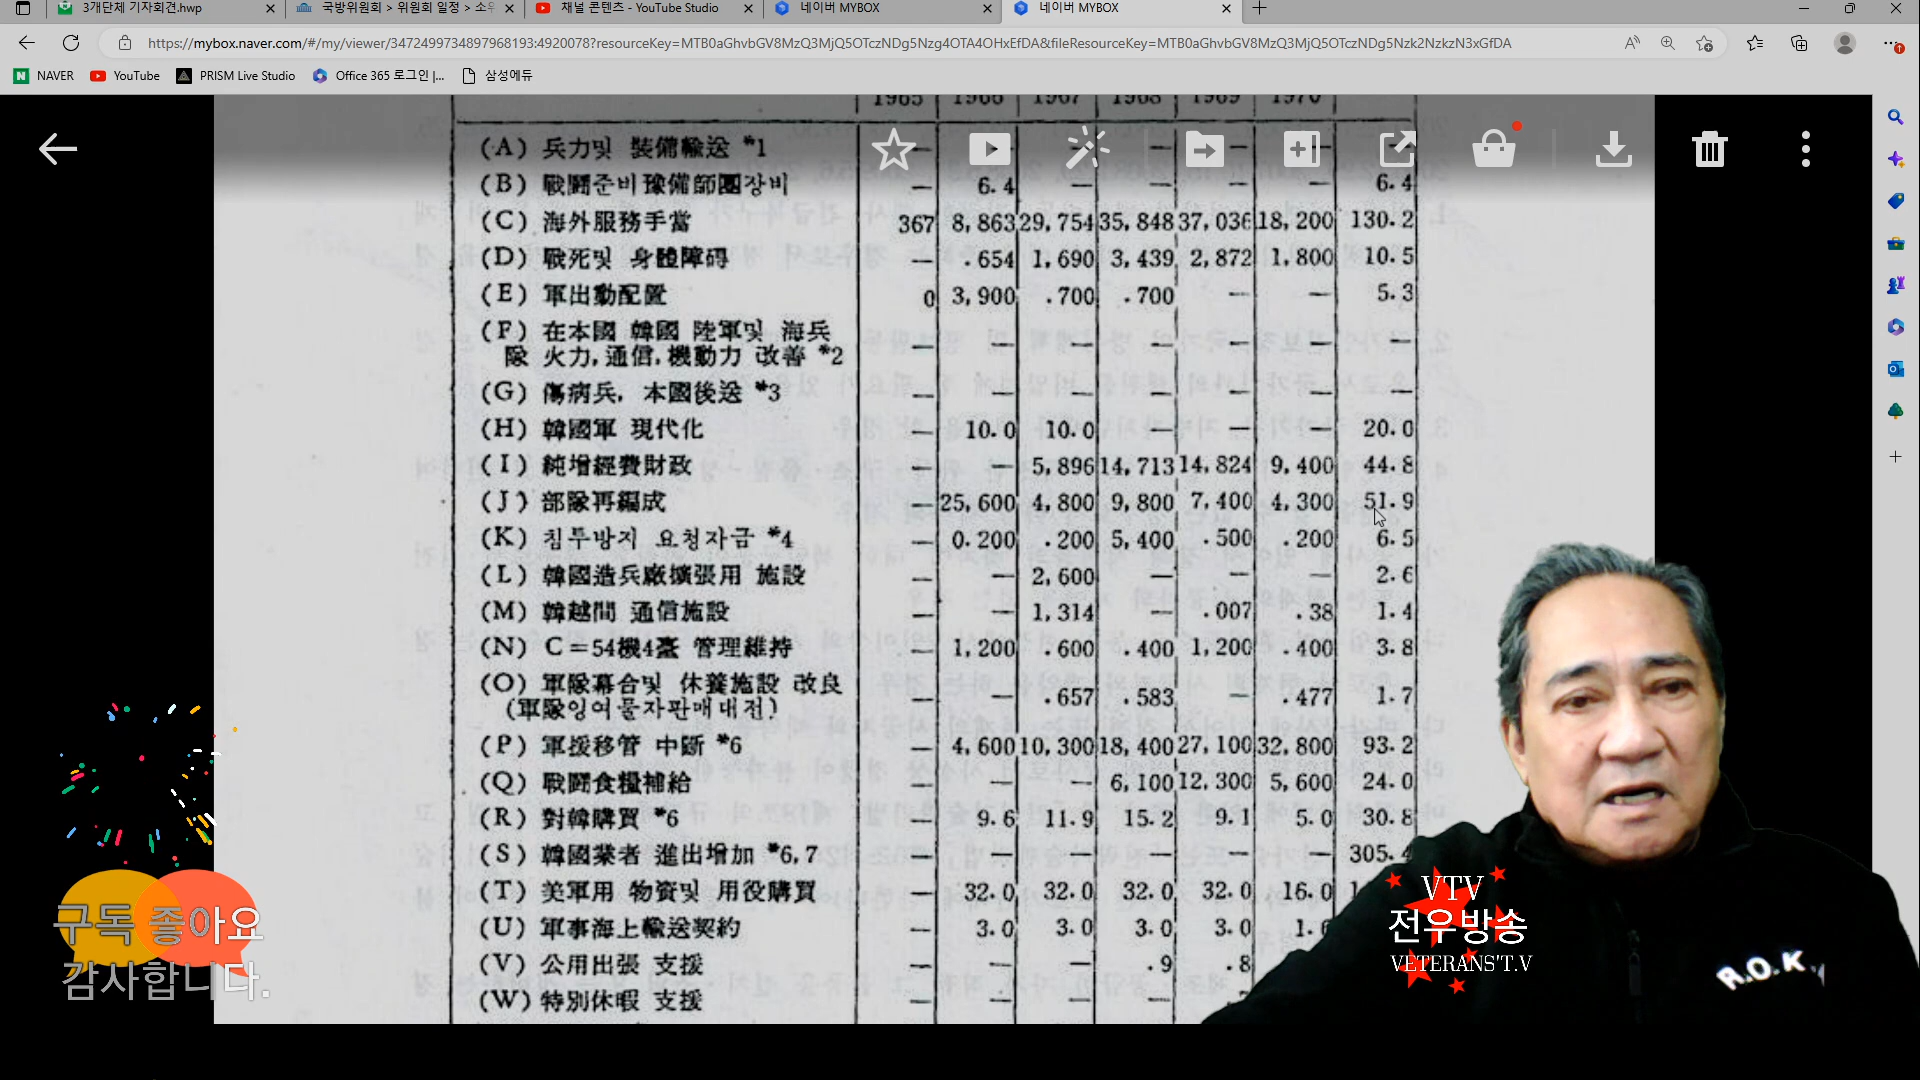 3개단체 기자회견.hwp
국방위원회 > 위원회 일정 > 소우
채널 콘텐츠 - YouTube Studio
네이버 MYBOX
네이버 MYBOX
https://mybox.naver.com/#/my/viewer/3472499734897968193:4920078?resourceKey=MTB0aGhvbGV8MzQ3MjQ5OTczNDg5Nzg4OTA4OHxEfDA&fileResourceKey=MTB0aGhvbGV8MzQ3MjQ5OTczNDg5Nzk2NzkzN3xGfDA
NAVER YouTube PRISM Live Studio Office 365 로그인 |... 삼성에듀
1965 1966 1967 1968 1969 1970
(A) 兵力및 裝備輸送 *1 — — —
(B) 戰鬪준비豫備師團장비 — 6.4 — — — — 6.4
(C) 海外服務手當 367 8,863 29,754 35,848 37,036 18,200 130.2
(D) 戰死및 身體障碍 — .654 1,690 3,439 2,872 1,800 10.5
(E) 軍出動配置 0 3,900 .700 .700 — — 5.3
(F) 在本國 韓國 陸軍및 海兵
隊 火力,通信,機動力 改善 *2 — — — — — — —
(G) 傷病兵, 本國後送 *3 — — — — — — —
(H) 韓國軍 現代化 — 10.0 10.0 — — — 20.0
(I) 純增經費財政 — — 5,896 14,713 14,824 9,400 44.8
(J) 部隊再編成 — 25,600 4,800 9,800 7,400 4,300 51.9
(K) 침투방지 요청자금 *4 — 0.200 .200 5,400 .500 .200 6.5
(L) 韓國造兵廠擴張用 施設 — — 2,600 — — — 2.6
(M) 韓越間 通信施設 — — 1,314 — .007 .38 1.4
(N) C=54機4臺 管理維持 — 1,200 .600 .400 1,200 .400 3.8
(O) 軍隊幕舍및 休養施設 改良
(軍隊잉여물자판매대전) — — .657 .583 — .477 1.7
(P) 軍援移管 中斷 *6 — 4,600 10,300 18,400 27,100 32,800 93.2
(Q) 戰鬪食糧補給 — — — 6,100 12,300 5,600 24.0
(R) 對韓購買 *6 — 9.6 11.9 15.2 9.1 5.0 30.8
(S) 韓國業者 進出增加 *6,7 — — — — — — 305.4
(T) 美軍用 物資및 用役購買 — 32.0 32.0 32.0 32.0 16.0
(U) 軍事海上輸送契約 — 3.0 3.0 3.0 3.0
(V) 公用出張 支援 — — — .9 .8
(W) 特別休暇 支援 — — — —
구독 좋아요
감사합니다.
VTV
전우방송
VETERANS'T.V
R.O.K